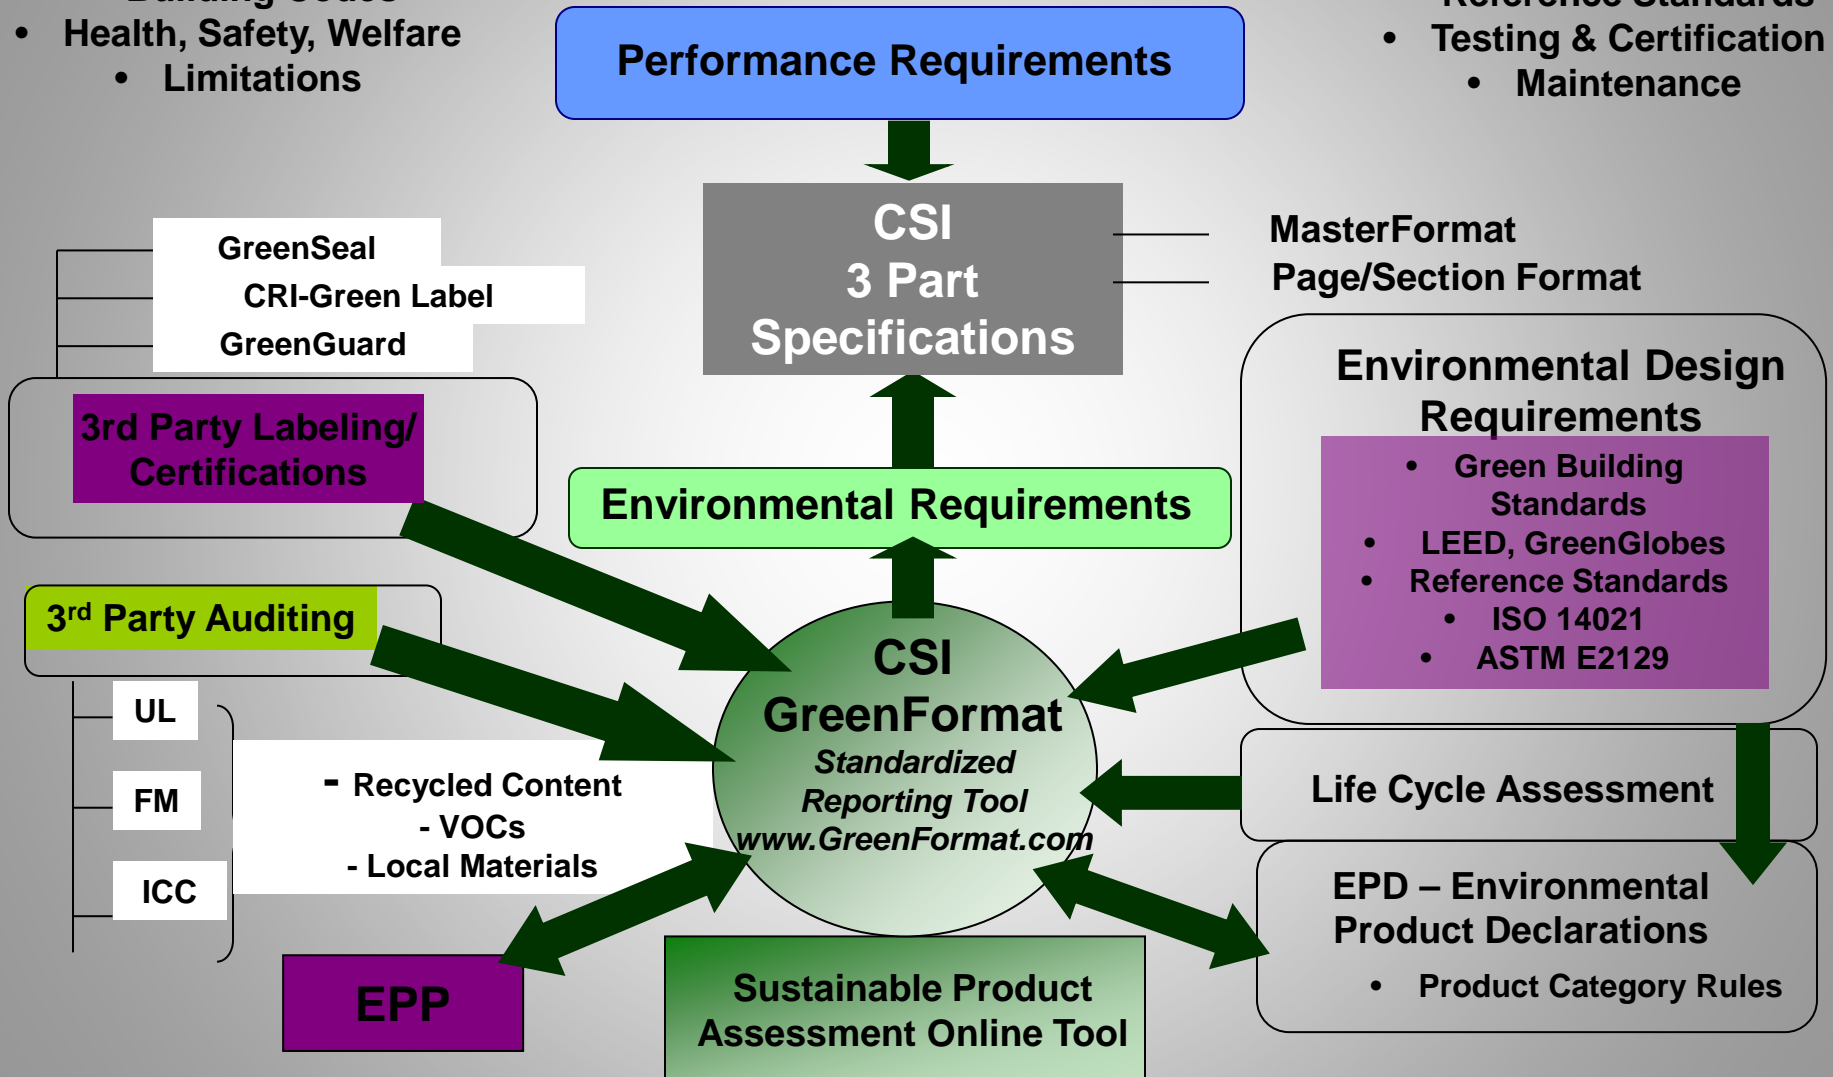 Building Codes
• Health, Safety, Welfare
• Limitations
Performance Requirements
Reference Standards
• Testing & Certification
• Maintenance
CSI
3 Part
Specifications
MasterFormat
Page/Section Format
GreenSeal
CRI-Green Label
GreenGuard
3rd Party Labeling/
Certifications
Environmental Requirements
Environmental Design
Requirements
• Green Building
Standards
• LEED, GreenGlobes
• Reference Standards
• ISO 14021
• ASTM E2129
3rd Party Auditing
UL
FM
ICC
- Recycled Content
- VOCs
- Local Materials
CSI
GreenFormat
Standardized
Reporting Tool
www.GreenFormat.com
Life Cycle Assessment
EPD – Environmental
Product Declarations
• Product Category Rules
EPP
Sustainable Product
Assessment Online Tool